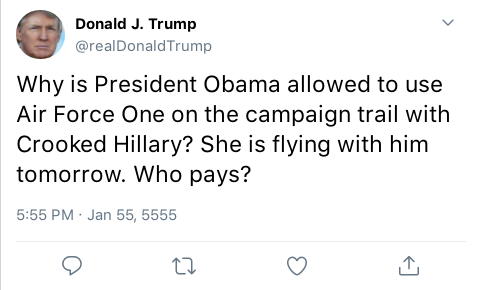 Donald J. Trump
@realDonaldTrump
Why is President Obama allowed to use
Air Force One on the campaign trail with
Crooked Hillary? She is flying with him
tomorrow. Who pays?
5:55 PM · Jan 55, 5555